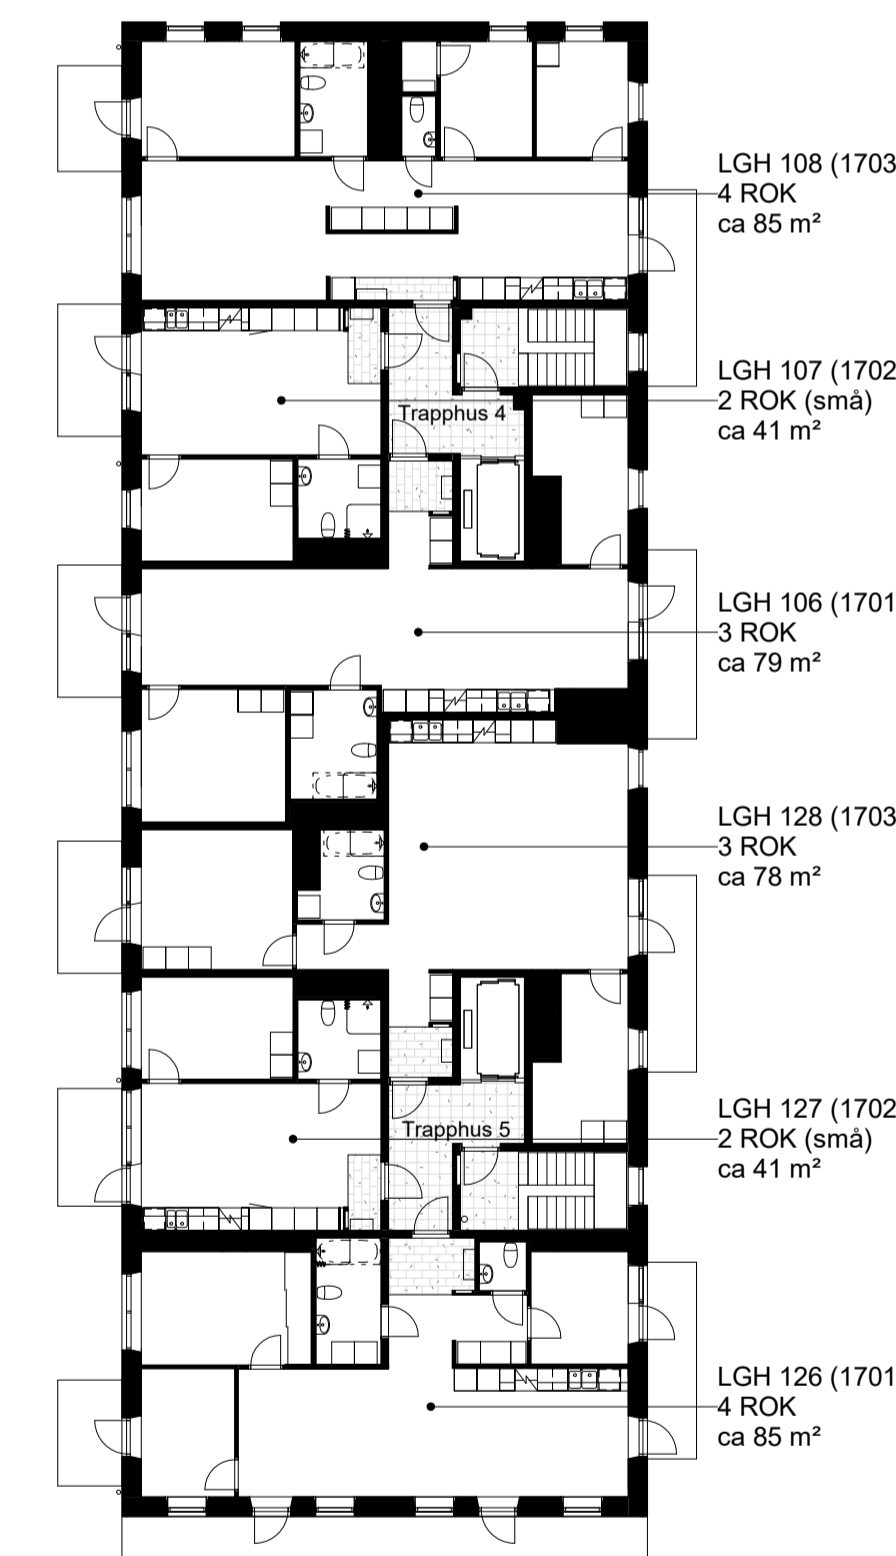 LGH 108 (1703
4 ROK
ca 85 m²
LGH 107 (1702
2 ROK (små)
ca 41 m²
Trapphus 4
LGH 106 (1701
3 ROK
ca 79 m²
LGH 128 (1703
3 ROK
ca 78 m²
LGH 127 (1702
2 ROK (små)
ca 41 m²
Trapphus 5
LGH 126 (1701
4 ROK
ca 85 m²